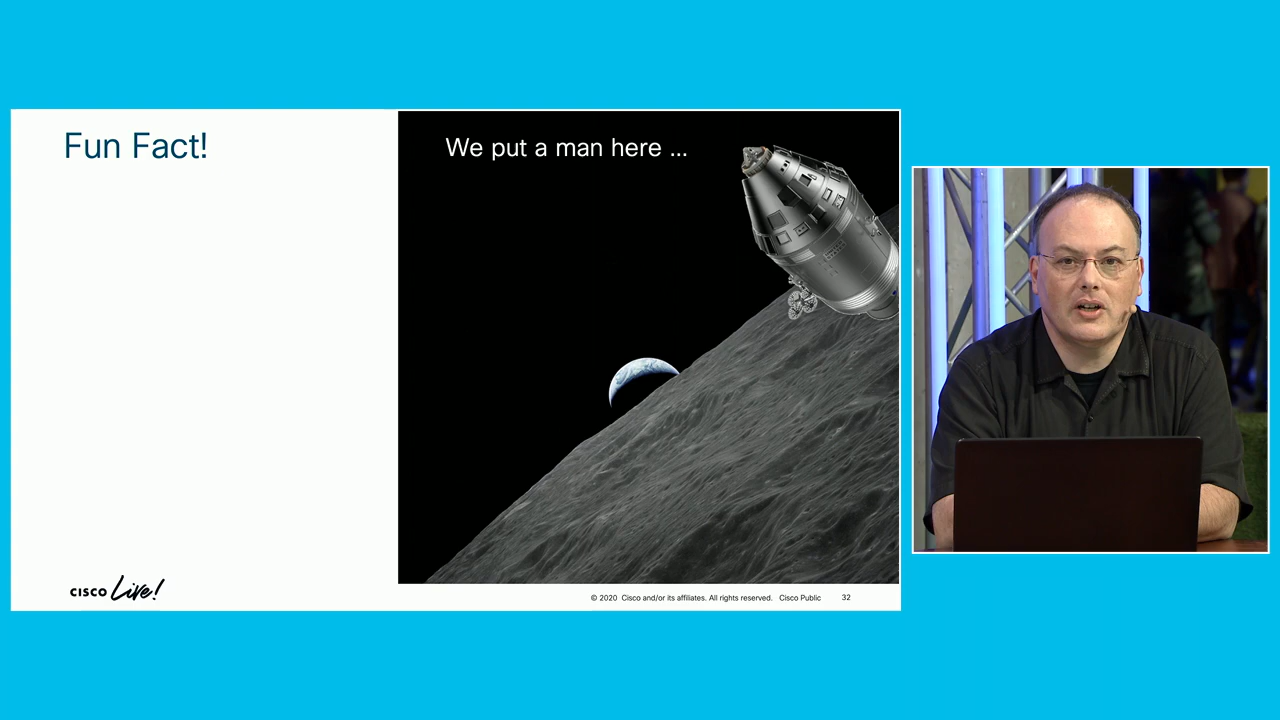 Fun Fact!
We put a man here ...
CISCO Live!
© 2020 Cisco and/or its affiliates. All rights reserved. Cisco Public 32